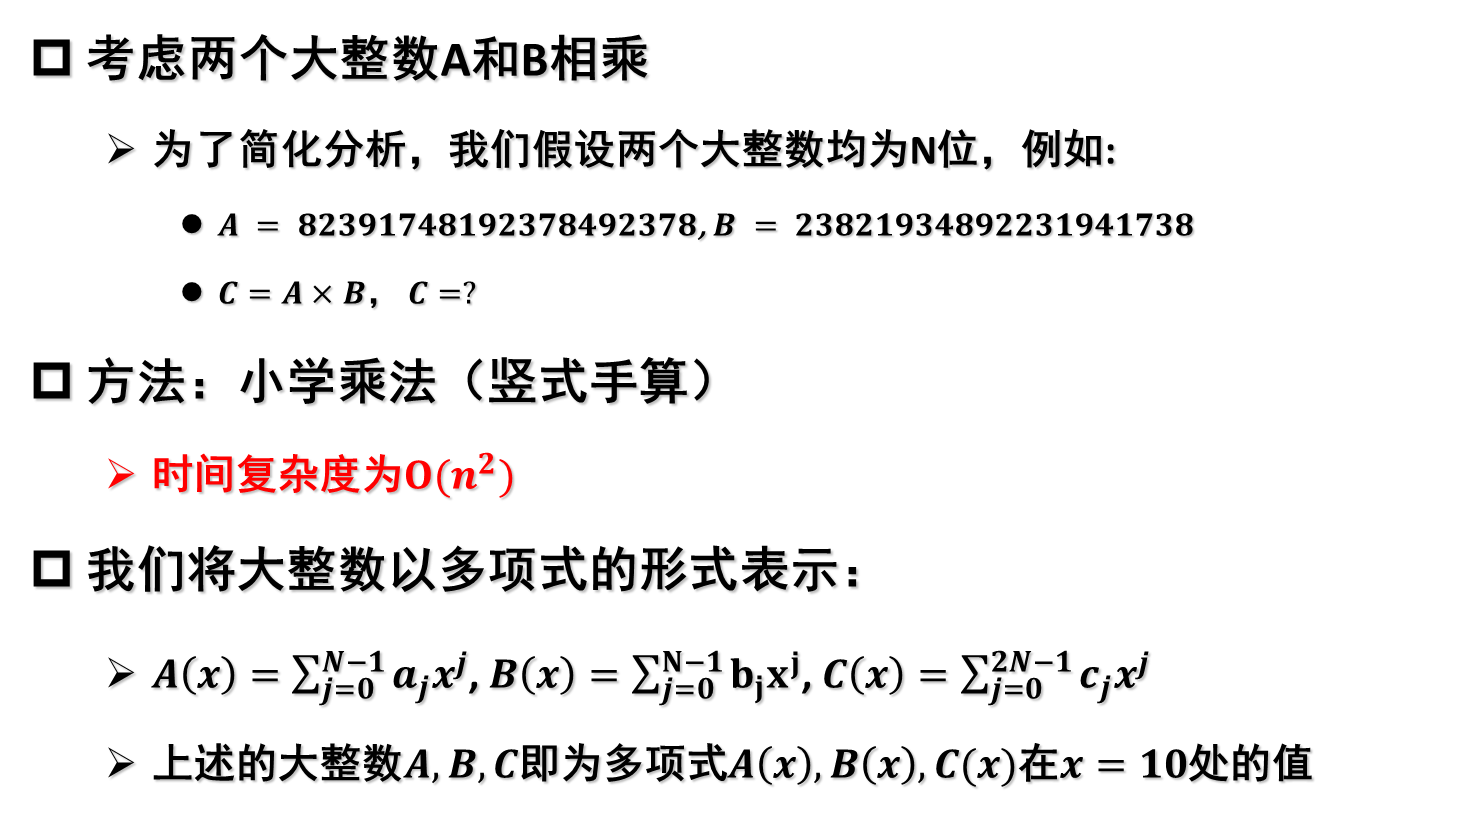 考虑两个大整数A和B相乘
为了简化分析，我们假设两个大整数均为N位，例如:
A = 82391748192378492378, B = 23821934892231941738
C = A × B， C =?
方法：小学乘法（竖式手算）
时间复杂度为O(n²)
我们将大整数以多项式的形式表示：
A(x) = ∑_{j=0}^{N−1} a_j x^j, B(x) = ∑_{j=0}^{N−1} b_j x^j, C(x) = ∑_{j=0}^{2N−1} c_j x^j
上述的大整数A, B, C即为多项式A(x), B(x), C(x)在x = 10处的值